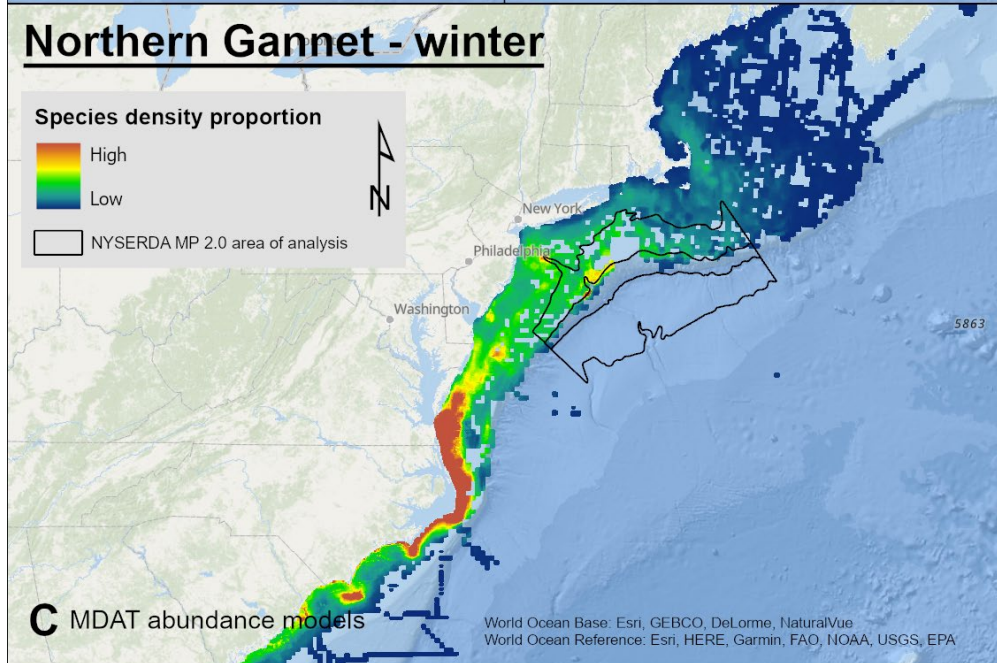 Northern Gannet - winter
Species density proportion
High
Low
N
NYSERDA MP 2.0 area of analysis
New York
Philadelphia
Washington
5863
C MDAT abundance models
World Ocean Base: Esri, GEBCO, DeLorme, NaturalVue
World Ocean Reference: Esri, HERE, Garmin, FAO, NOAA, USGS, EPA